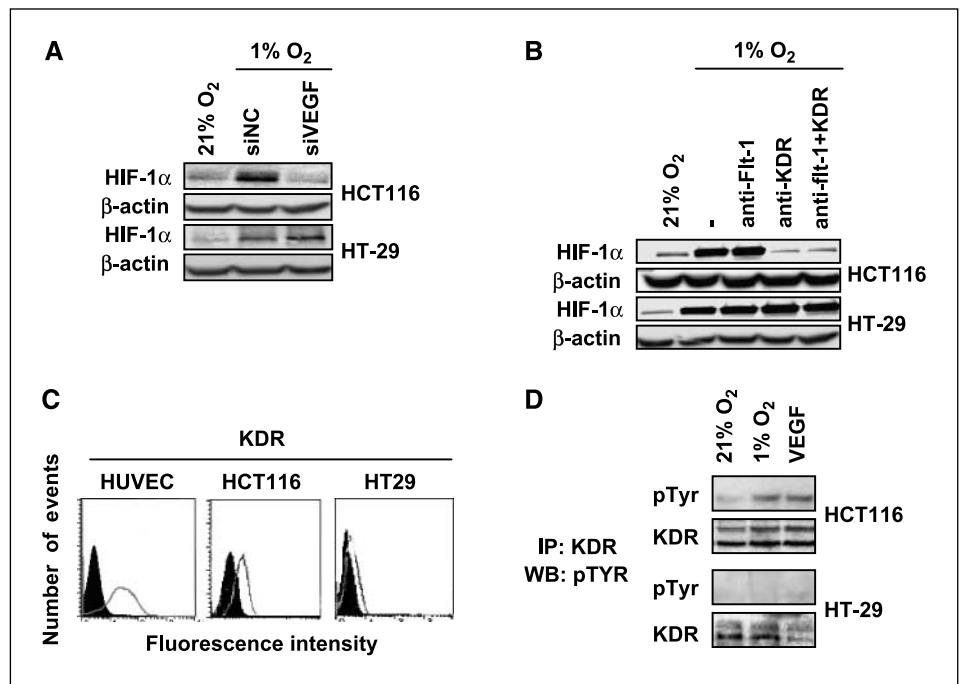 A
1% O2
21% O2
siNC
siVEGF
HIF-1α
β-actin
HCT116
HIF-1α
β-actin
HT-29
B
1% O2
21% O2
-
anti-Flt-1
anti-KDR
anti-flt-1+KDR
HIF-1α
β-actin
HCT116
HIF-1α
β-actin
HT-29
C
KDR
HUVEC
HCT116
HT29
Number of events
Fluorescence intensity
D
21% O2
1% O2
VEGF
pTyr
KDR
HCT116
IP: KDR
WB: pTYR
pTyr
KDR
HT-29